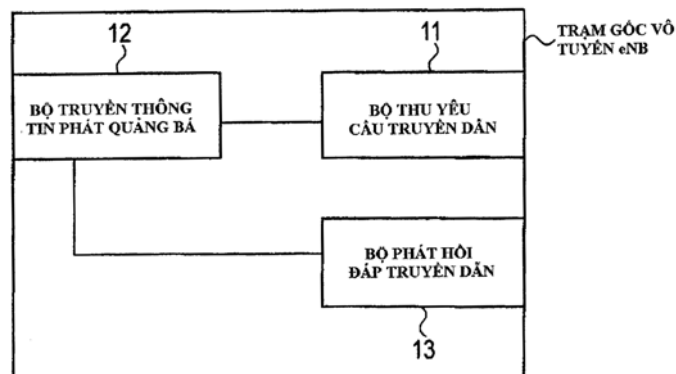 12
11
TRẠM GỐC VÔ
TUYẾN eNB
BỘ TRUYỀN THÔNG
TIN PHÁT QUẢNG BÁ
BỘ THU YÊU
CẦU TRUYỀN DẪN
BỘ PHÁT HỒI
ĐÁP TRUYỀN DẪN
13